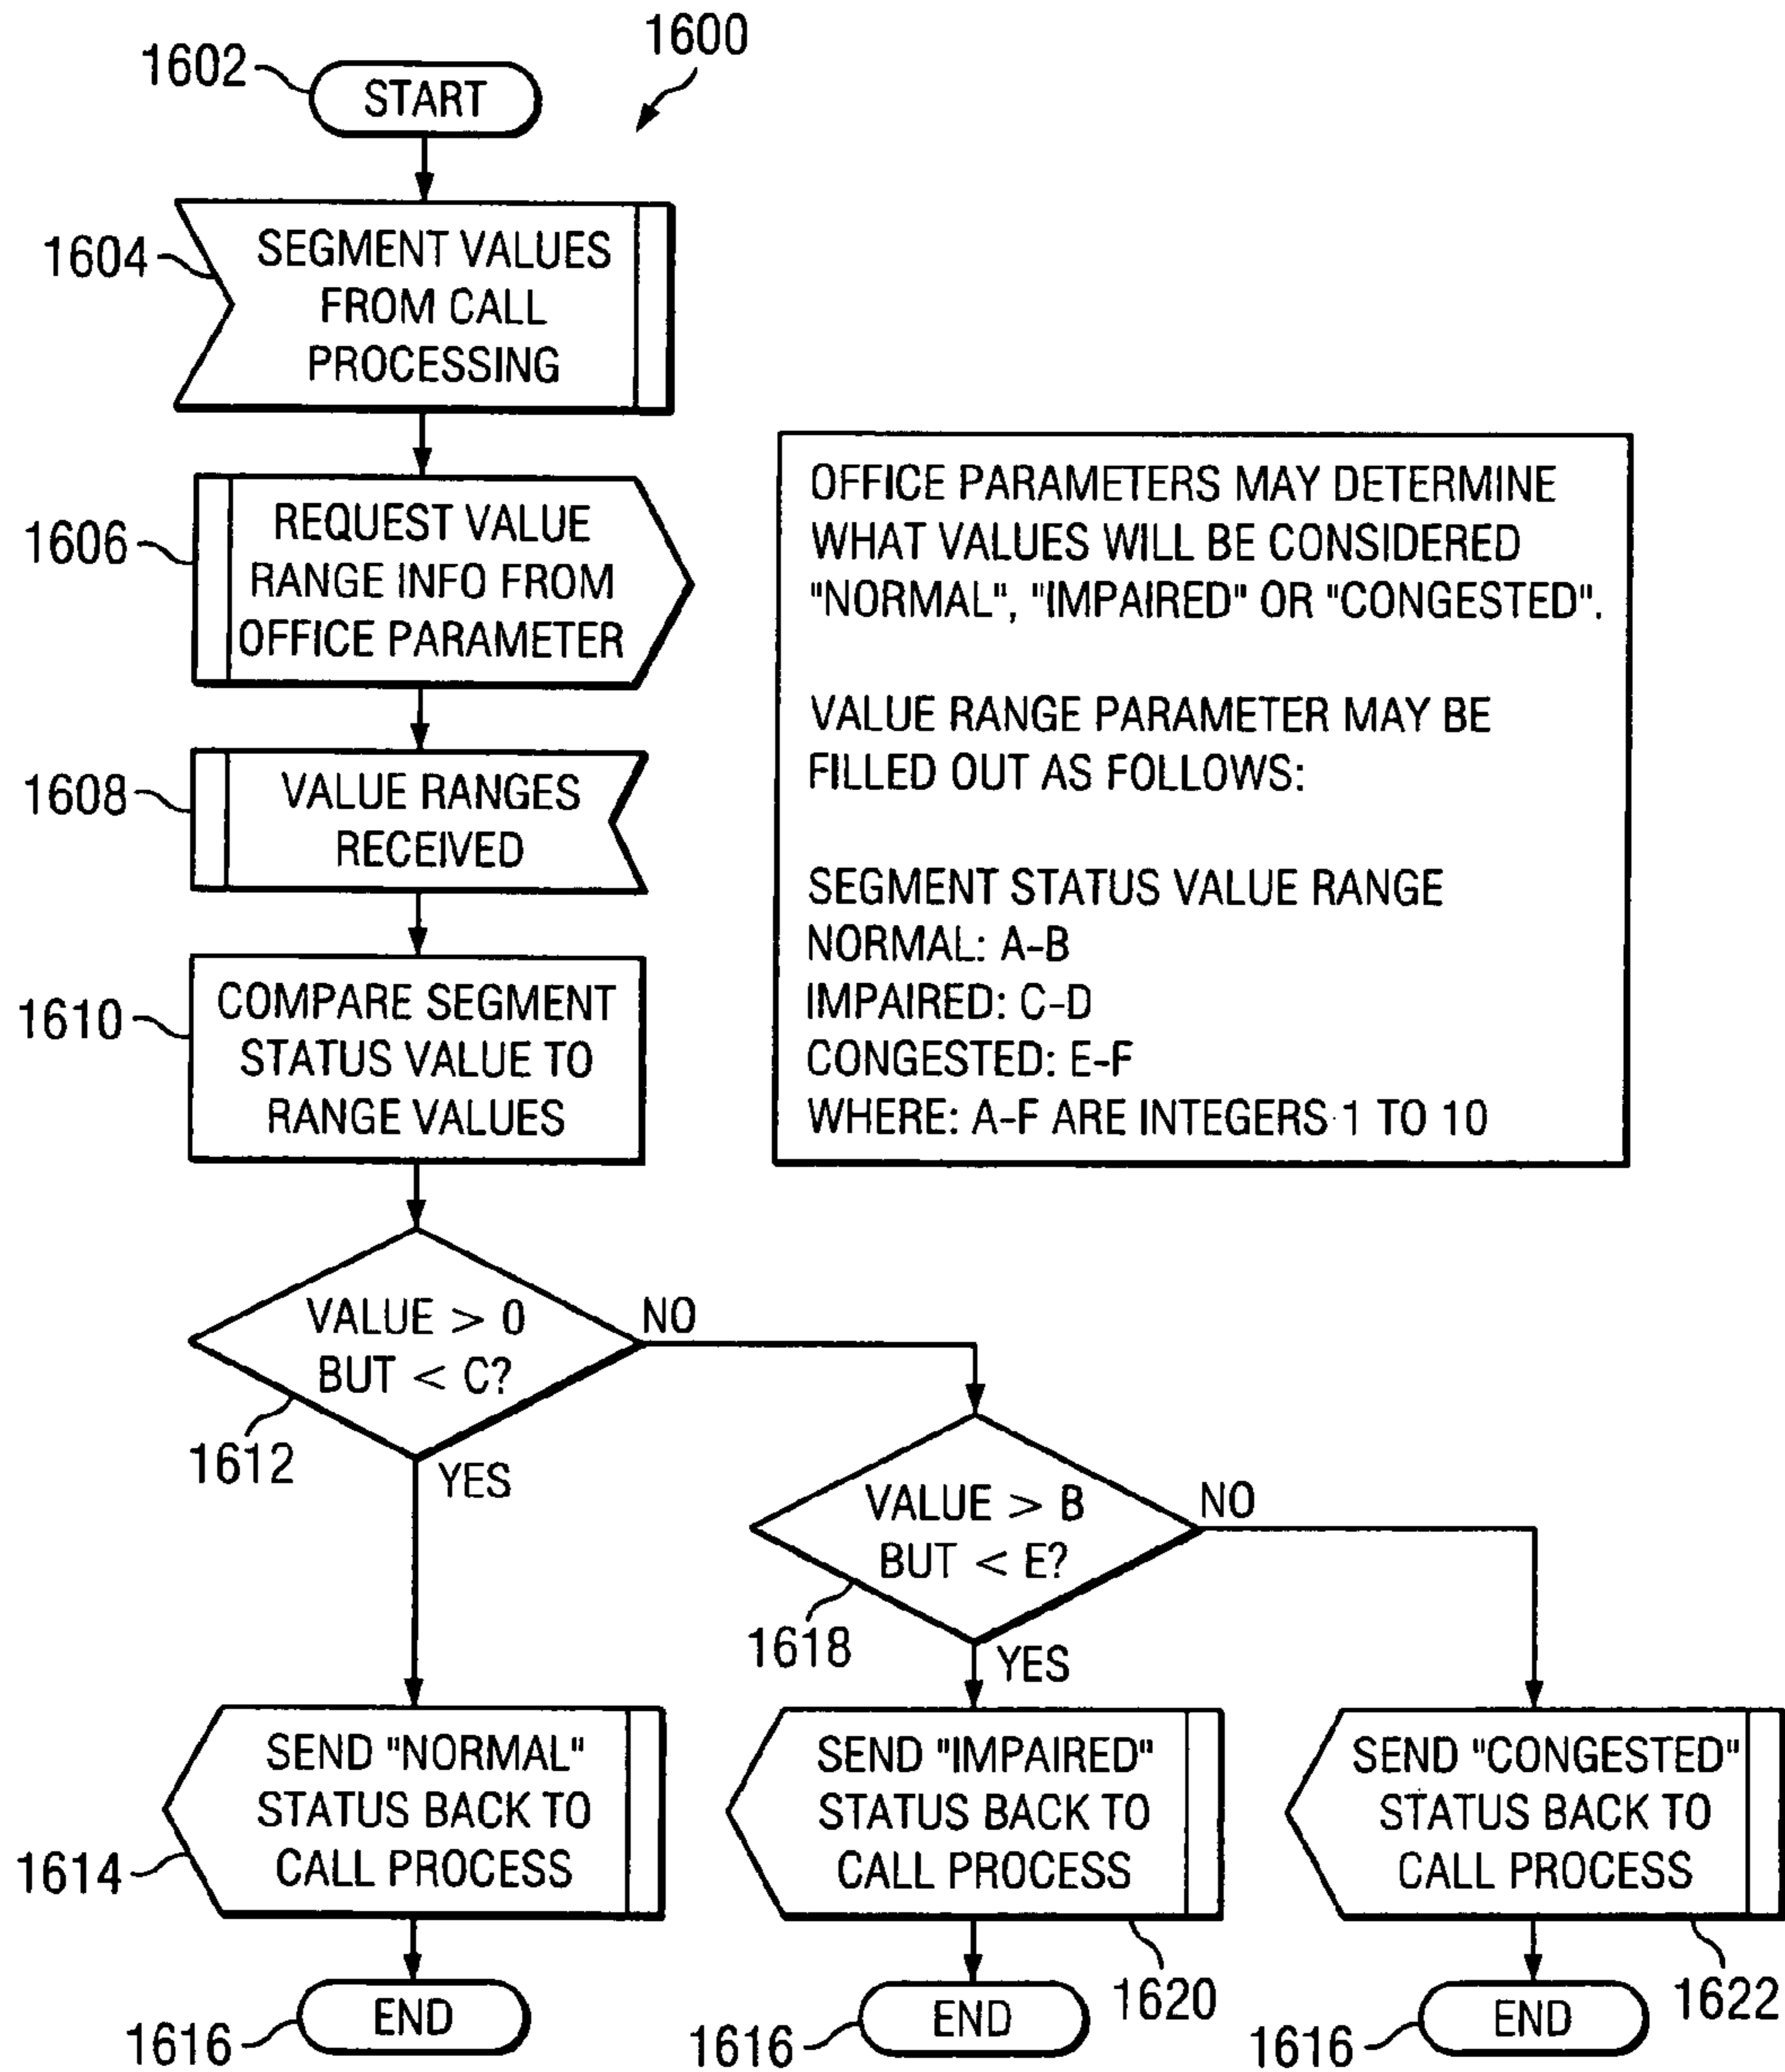 1600
1602
START
1604
SEGMENT VALUES
FROM CALL
PROCESSING
1606
REQUEST VALUE
RANGE INFO FROM
OFFICE PARAMETER
1608
VALUE RANGES
RECEIVED
1610
COMPARE SEGMENT
STATUS VALUE TO
RANGE VALUES
OFFICE PARAMETERS MAY DETERMINE
WHAT VALUES WILL BE CONSIDERED
"NORMAL", "IMPAIRED" OR "CONGESTED".
VALUE RANGE PARAMETER MAY BE
FILLED OUT AS FOLLOWS:
SEGMENT STATUS VALUE RANGE
NORMAL: A-B
IMPAIRED: C-D
CONGESTED: E-F
WHERE: A-F ARE INTEGERS 1 TO 10
VALUE > 0
BUT < C?
NO
1612
YES
VALUE > B
BUT < E?
NO
1618
YES
SEND "NORMAL"
STATUS BACK TO
CALL PROCESS
1614
SEND "IMPAIRED"
STATUS BACK TO
CALL PROCESS
1620
SEND "CONGESTED"
STATUS BACK TO
CALL PROCESS
1622
END
1616
END
1616
END
1616